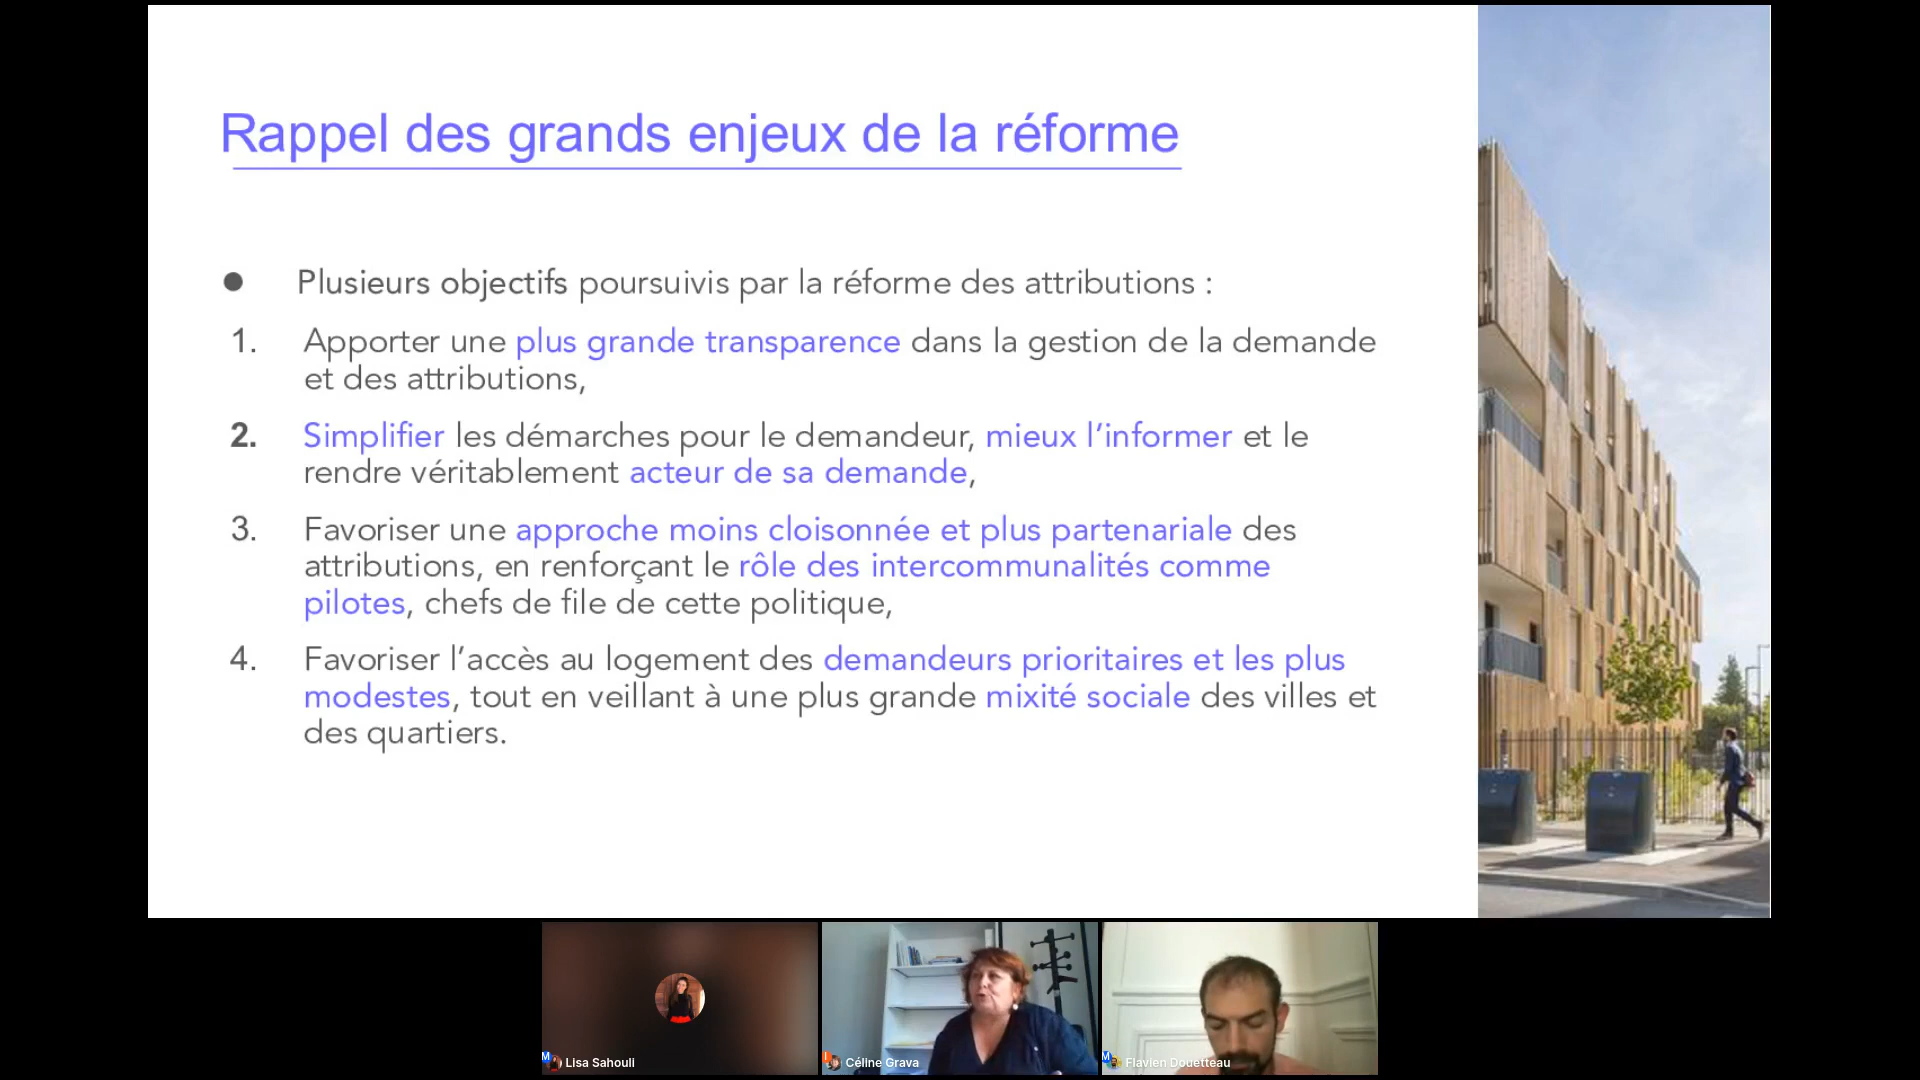 Rappel des grands enjeux de la réforme
● Plusieurs objectifs poursuivis par la réforme des attributions :
1. Apporter une plus grande transparence dans la gestion de la demande
et des attributions,
2. Simplifier les démarches pour le demandeur, mieux l’informer et le
rendre véritablement acteur de sa demande,
3. Favoriser une approche moins cloisonnée et plus partenariale des
attributions, en renforçant le rôle des intercommunalités comme
pilotes, chefs de file de cette politique,
4. Favoriser l’accès au logement des demandeurs prioritaires et les plus
modestes, tout en veillant à une plus grande mixité sociale des villes et
des quartiers.
Lisa Sahouli
Céline Grava
Flavien Douetteau